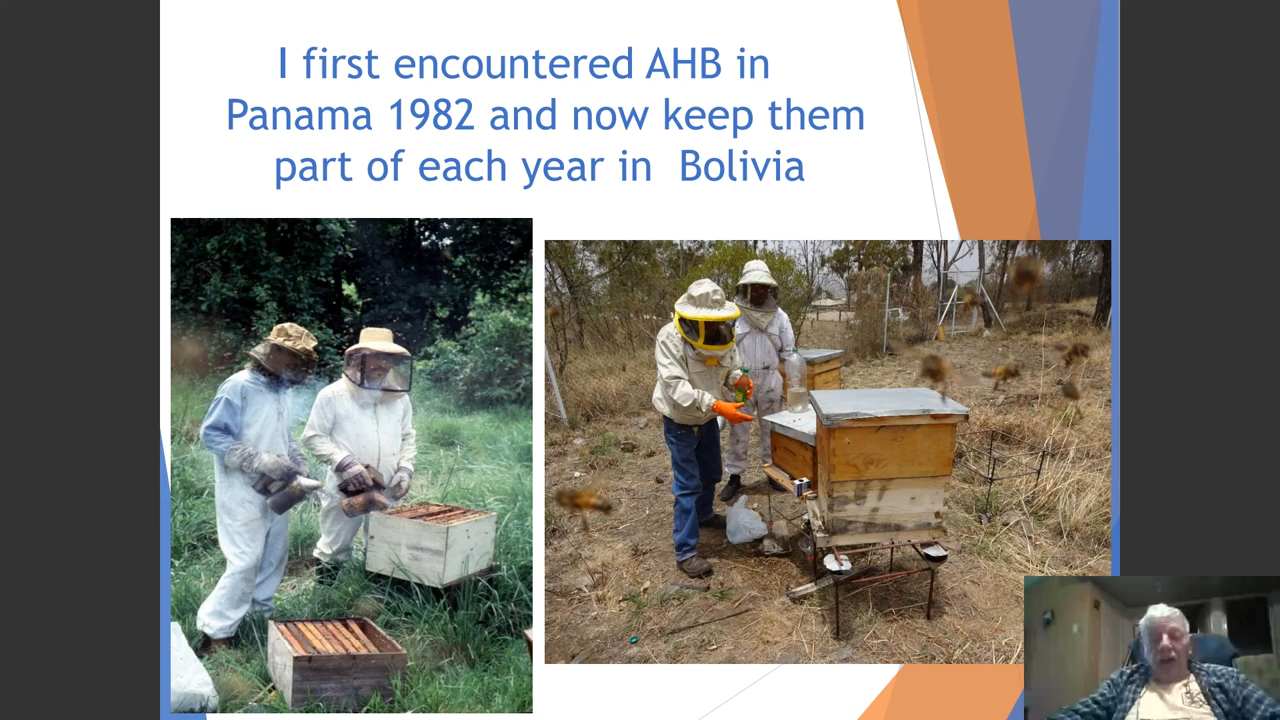 I first encountered AHB in
Panama 1982 and now keep them
part of each year in  Bolivia